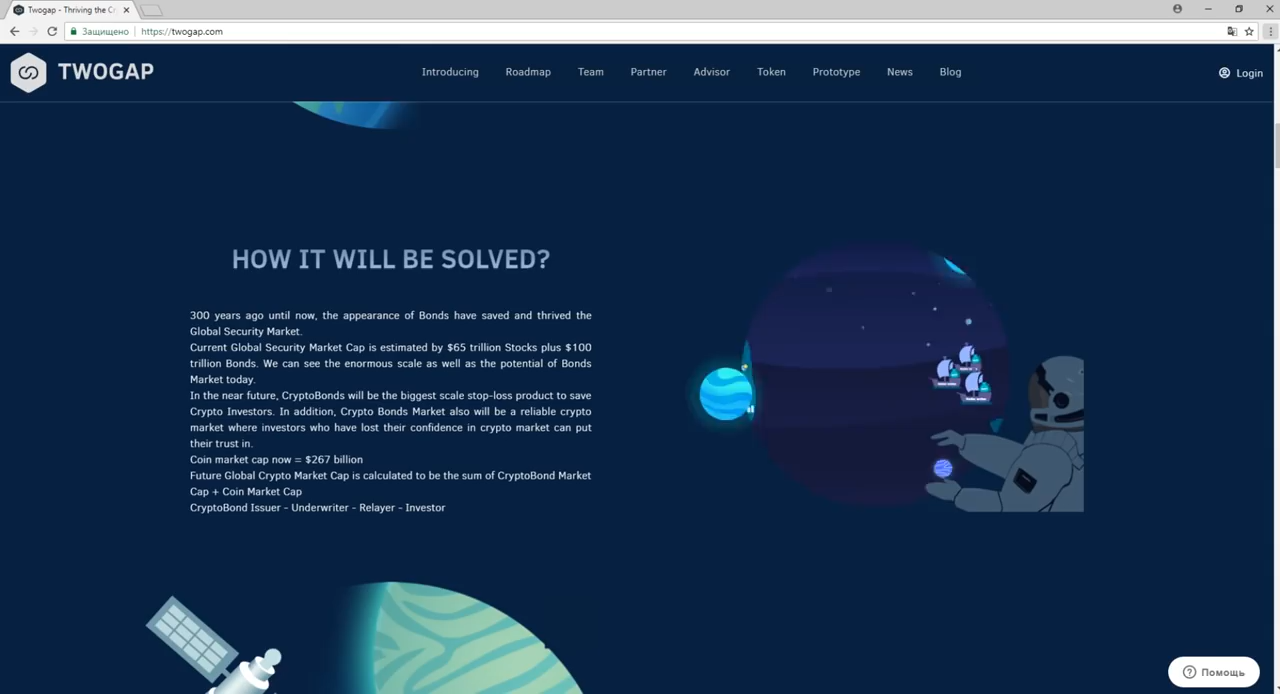 Twogap - Thriving the C
Защищено
https://twogap.com
TWOGAP
Introducing
Roadmap
Team
Partner
Advisor
Token
Prototype
News
Blog
Login
HOW IT WILL BE SOLVED?
300 years ago until now, the appearance of Bonds have saved and thrived the
Global Security Market.
Current Global Security Market Cap is estimated by $65 trillion Stocks plus $100
trillion Bonds. We can see the enormous scale as well as the potential of Bonds
Market today.
In the near future, CryptoBonds will be the biggest scale stop-loss product to save
Crypto Investors. In addition, Crypto Bonds Market also will be a reliable crypto
market where investors who have lost their confidence in crypto market can put
their trust in.
Coin market cap now = $267 billion
Future Global Crypto Market Cap is calculated to be the sum of CryptoBond Market
Cap + Coin Market Cap
CryptoBond Issuer - Underwriter - Relayer - Investor
Помощь